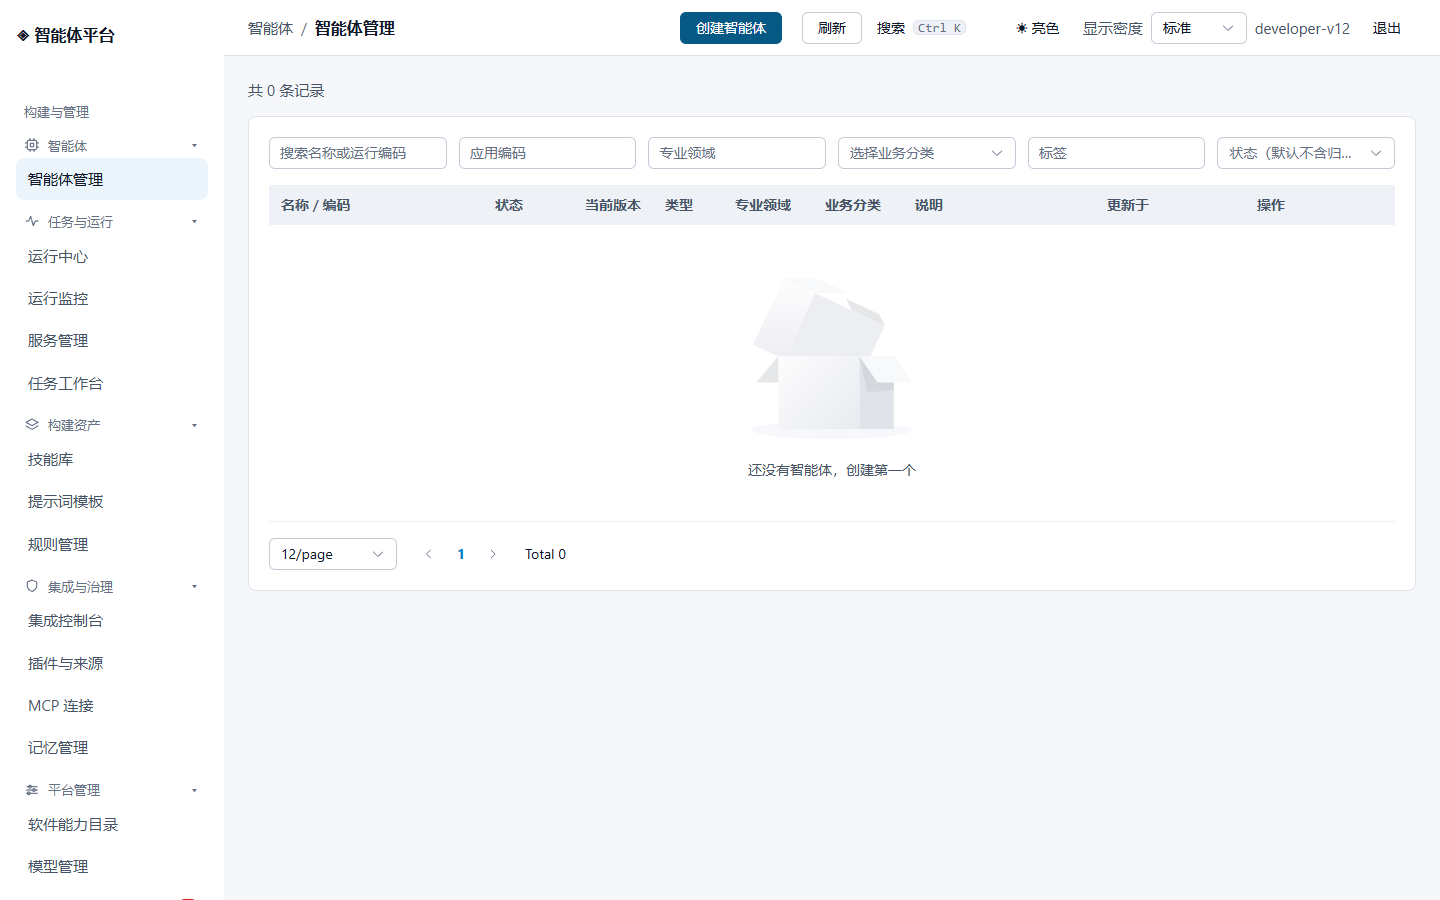 智能体平台
构建与管理
智能体
智能体管理
任务与运行
运行中心
运行监控
服务管理
任务工作台
构建资产
技能库
提示词模板
规则管理
集成与治理
集成控制台
插件与来源
MCP 连接
记忆管理
平台管理
软件能力目录
模型管理
智能体 / 智能体管理
创建智能体 刷新 搜索 Ctrl K 亮色 显示密度 标准 developer-v12 退出
共 0 条记录
搜索名称或运行编码 应用编码 专业领域 选择业务分类 标签 状态（默认不含归...
名称 / 编码 状态 当前版本 类型 专业领域 业务分类 说明 更新于 操作
还没有智能体，创建第一个
12/page 1 Total 0